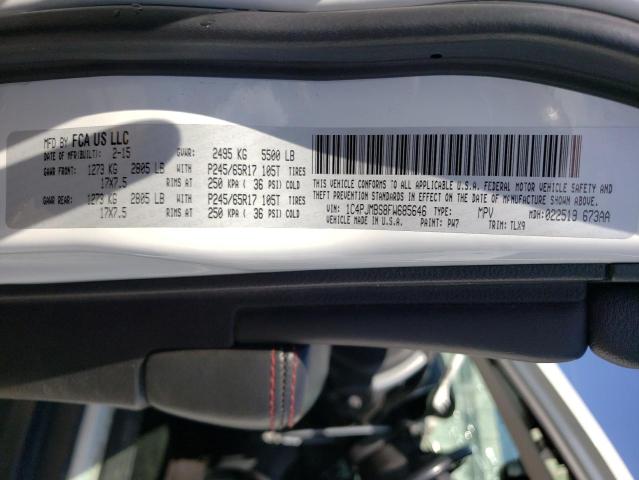 MFD BY FCA US LLC
DATE OF MFR(BUILT): 2-15 GVWR: 2495 KG 5500 LB
GAWR FRONT: 1273 KG 2805 LB P245/65R17 105T TIRES
17X7.5 RIMS AT 250 KPA ( 36 PSI) COLD
GAWR REAR: 1273 KG 2805 LB P245/65R17 105T TIRES
17X7.5 RIMS AT 250 KPA ( 36 PSI) COLD
THIS VEHICLE CONFORMS TO ALL APPLICABLE U.S.A. FEDERAL MOTOR VEHICLE SAFETY AND THEFT PREVENTION STANDARDS IN EFFECT ON THE DATE OF MANUFACTURE SHOWN ABOVE.
VIN: 1C4PJMBS8FW685646 TYPE: MPV MDH: 022519 673AA
VEHICLE MADE IN U.S.A. PAINT: PW7 TRIM: TLX9